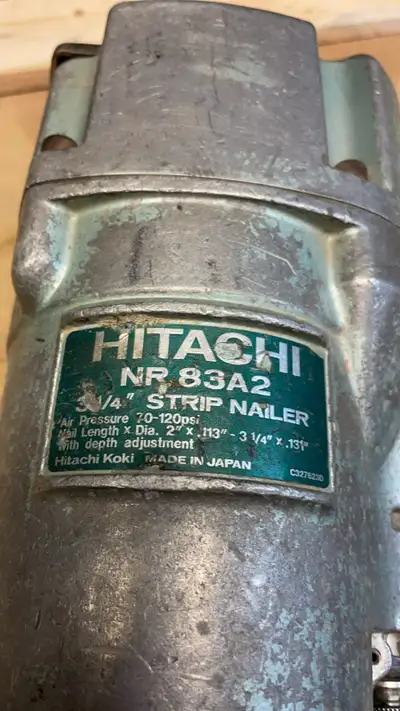 HITACHI
NR 83A2
3 1/4" STRIP NAILER
Air Pressure 70-120psi
Nail Length x Dia. 2" x .113" - 3 1/4" x .131"
With depth adjustment
Hitachi Koki MADE IN JAPAN